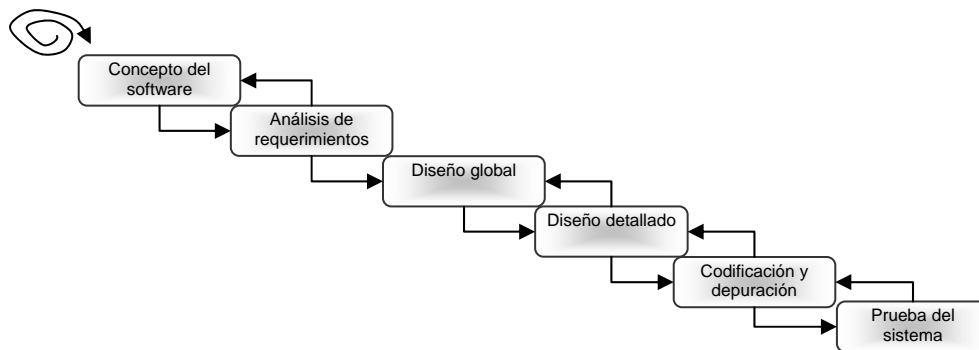 Concepto del
software
Análisis de
requerimientos
Diseño global
Diseño detallado
Codificación y
depuración
Prueba del
sistema